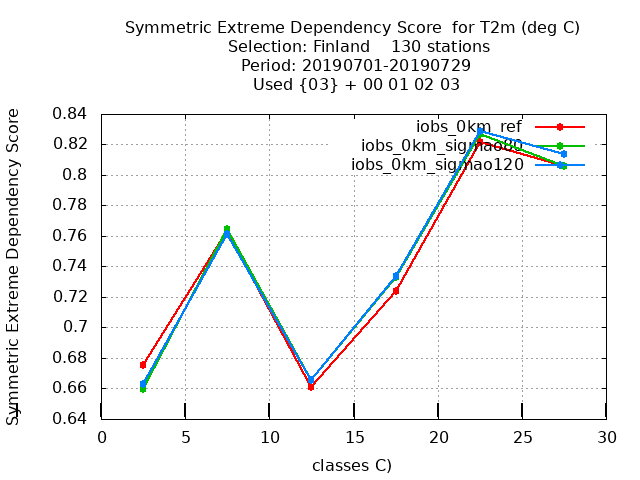 Symmetric Extreme Dependency Score for T2m (deg C)
Selection: Finland 130 stations
Period: 20190701-20190729
Used {03} + 00 01 02 03
Symmetric Extreme Dependency Score
0.84
0.82
0.8
0.78
0.76
0.74
0.72
0.7
0.68
0.66
0.64
iobs_0km_ref
iobs_0km_sigmao60
iobs_0km_sigmao120
0 5 10 15 20 25 30
classes C)